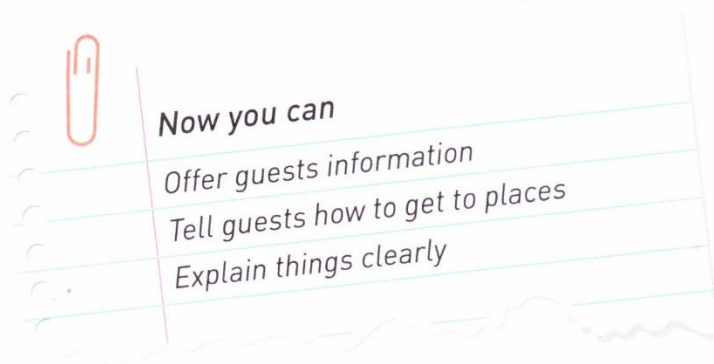 Now you can
Offer guests information
Tell guests how to get to places
Explain things clearly